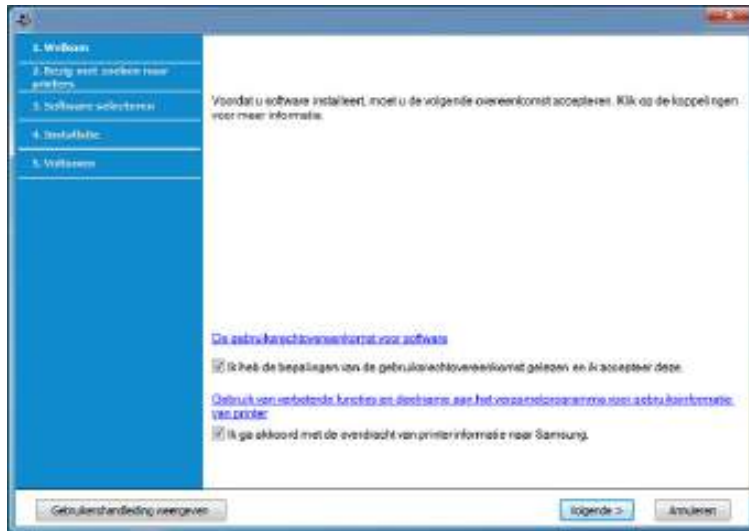 1. Welkom
2. Bezig met zoeken naar
printers
3. Software selecteren
4. Installatie
5. Voltooien
Voordat u software installeert, moet u de volgende overeenkomst accepteren. Klik op de koppelingen
voor meer informatie.
De gebruiksrechtovereenkomst voor software
Ik heb de bepalingen van de gebruiksrechtovereenkomst gelezen en ik accepteer deze.
Gebruik van verbeterde functies en deelname aan het verzamelprogramma voor gebruiksinformatie
van printer
Ik ga akkoord met de overdracht van printerinformatie naar Samsung.
Gebruikershandleiding weergeven
Volgende >
Annuleren